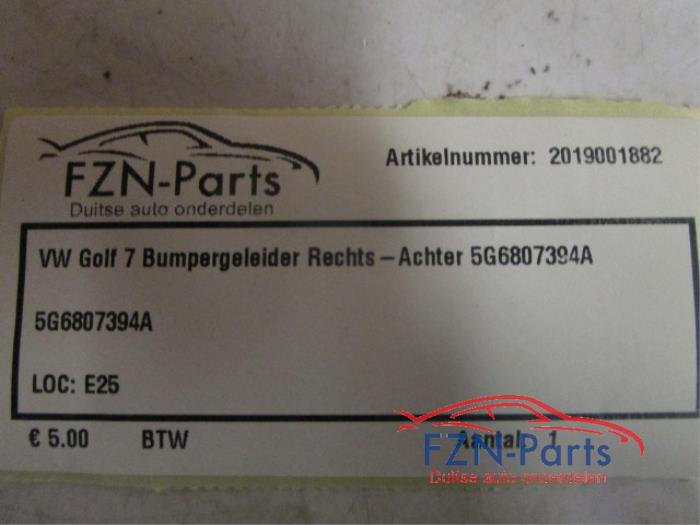 FZN-Parts
Duitse auto onderdelen
Artikelnummer: 2019001882
VW Golf 7 Bumpergeleider Rechts – Achter 5G6807394A
5G6807394A
LOC: E25
€ 5.00 BTW Aantal: 1
FZN-Parts
Duitse auto onderdelen